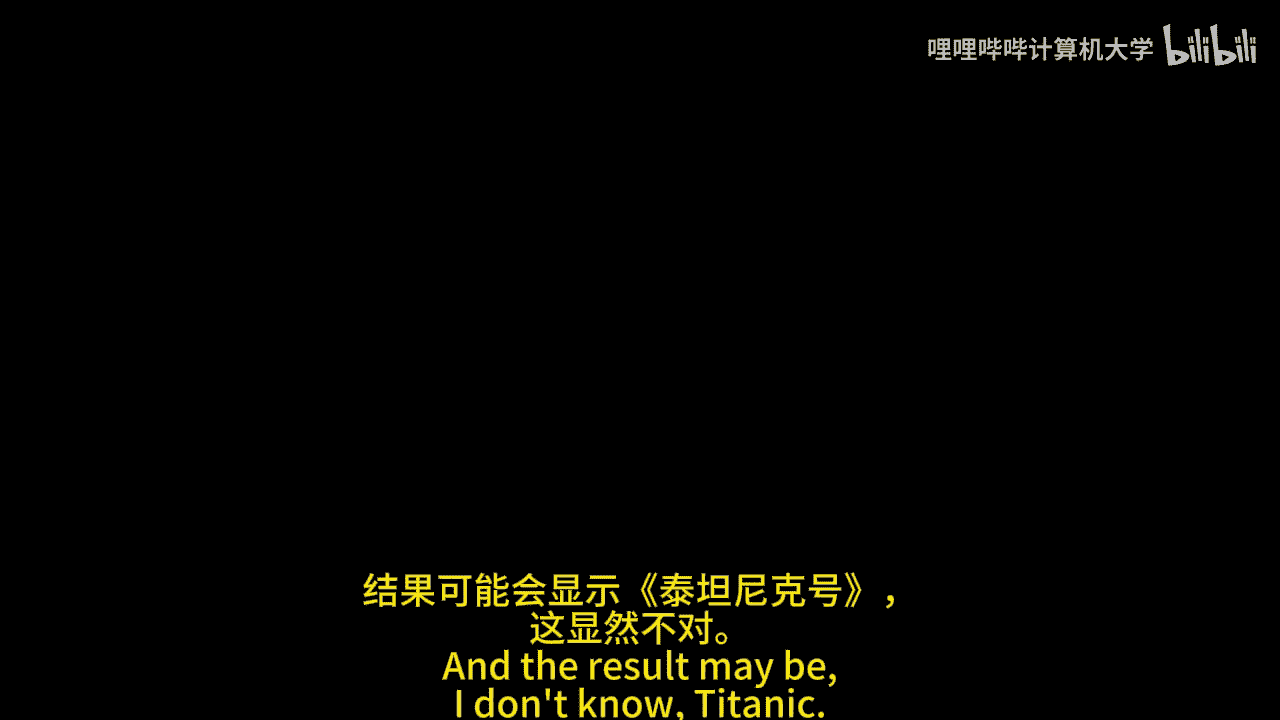 哩哩哔哔计算机大学 bilibili
结果可能会显示《泰坦尼克号》，
这显然不对。
And the result may be,
I don't know, Titanic.